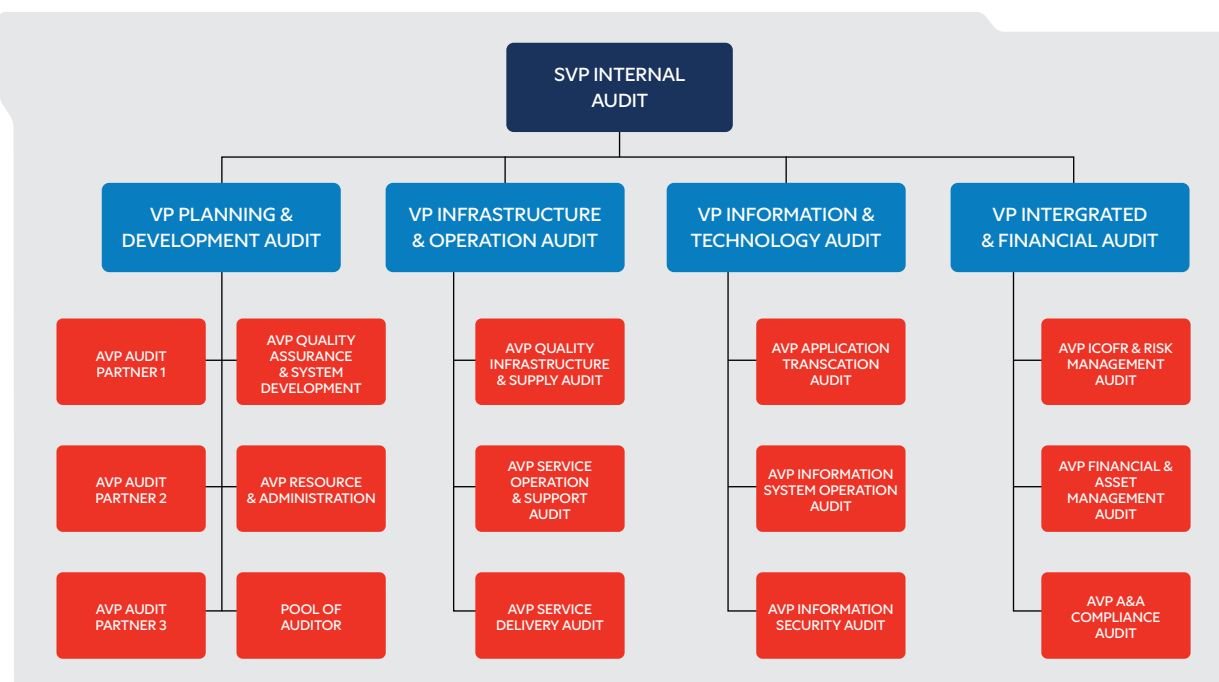 SVP INTERNAL
AUDIT
VP PLANNING &
DEVELOPMENT AUDIT
VP INFRASTRUCTURE
& OPERATION AUDIT
VP INFORMATION &
TECHNOLOGY AUDIT
VP INTERGRATED
& FINANCIAL AUDIT
AVP AUDIT
PARTNER 1
AVP QUALITY
ASSURANCE
& SYSTEM
DEVELOPMENT
AVP QUALITY
INFRASTRUCTURE
& SUPPLY AUDIT
AVP APPLICATION
TRANSCATION
AUDIT
AVP ICOFR & RISK
MANAGEMENT
AUDIT
AVP AUDIT
PARTNER 2
AVP RESOURCE
& ADMINISTRATION
AVP SERVICE
OPERATION
& SUPPORT
AUDIT
AVP INFORMATION
SYSTEM OPERATION
AUDIT
AVP FINANCIAL &
ASSET
MANAGEMENT
AUDIT
AVP AUDIT
PARTNER 3
POOL OF
AUDITOR
AVP SERVICE
DELIVERY AUDIT
AVP INFORMATION
SECURITY AUDIT
AVP A&A
COMPLIANCE
AUDIT